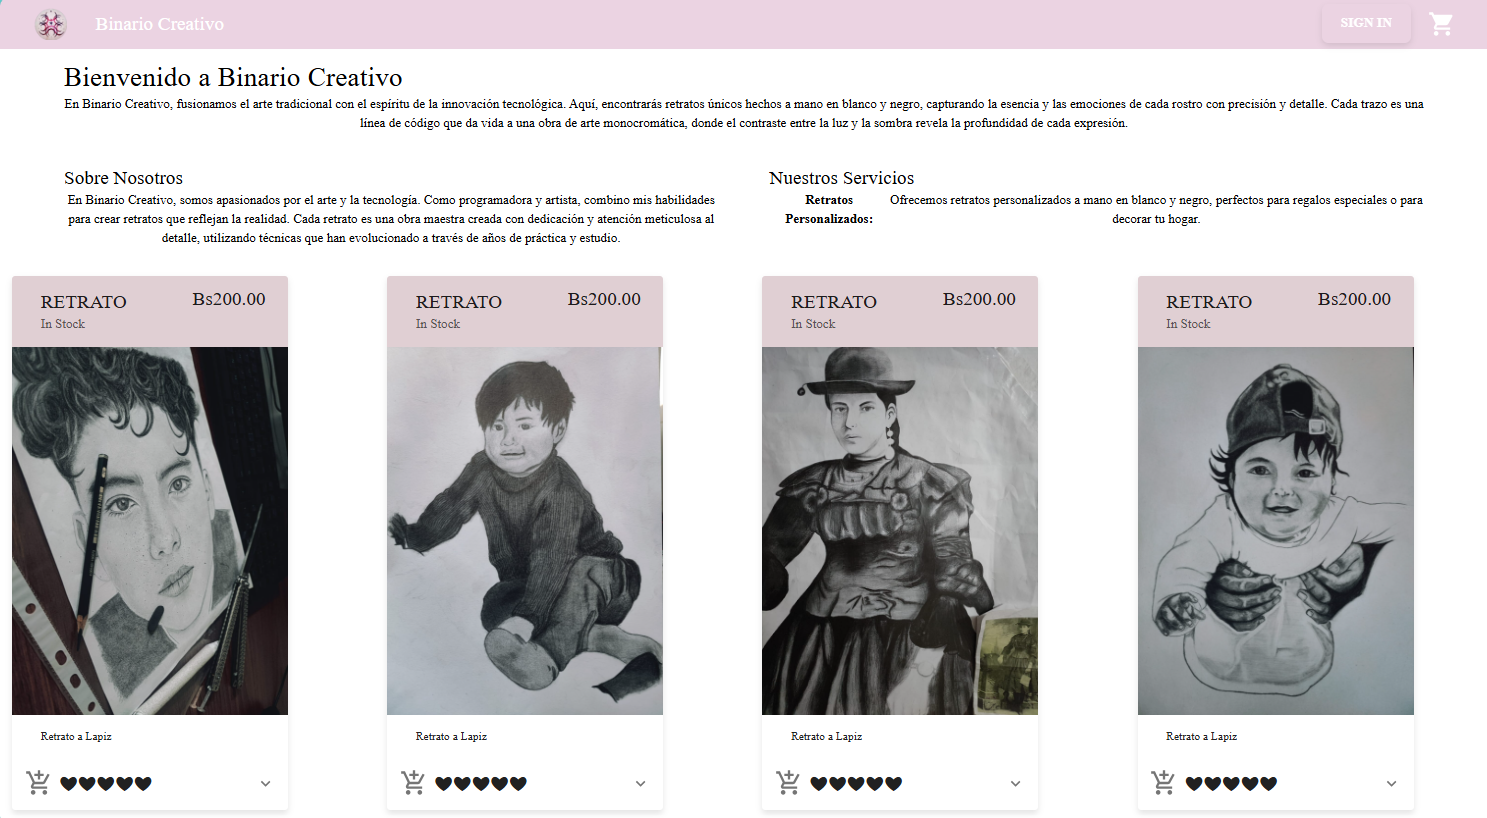 Binario Creativo
SIGN IN
Bienvenido a Binario Creativo
En Binario Creativo, fusionamos el arte tradicional con el espíritu de la innovación tecnológica. Aquí, encontrarás retratos únicos hechos a mano en blanco y negro, capturando la esencia y las emociones de cada rostro con precisión y detalle. Cada trazo es una
línea de código que da vida a una obra de arte monocromática, donde el contraste entre la luz y la sombra revela la profundidad de cada expresión.
Sobre Nosotros
En Binario Creativo, somos apasionados por el arte y la tecnología. Como programadora y artista, combino mis habilidades
para crear retratos que reflejan la realidad. Cada retrato es una obra maestra creada con dedicación y atención meticulosa al
detalle, utilizando técnicas que han evolucionado a través de años de práctica y estudio.
Nuestros Servicios
Retratos
Personalizados:
Ofrecemos retratos personalizados a mano en blanco y negro, perfectos para regalos especiales o para
decorar tu hogar.
RETRATO
Bs200.00
In Stock
Retrato a Lapiz
RETRATO
Bs200.00
In Stock
Retrato a Lapiz
RETRATO
Bs200.00
In Stock
Retrato a Lapiz
RETRATO
Bs200.00
In Stock
Retrato a Lapiz